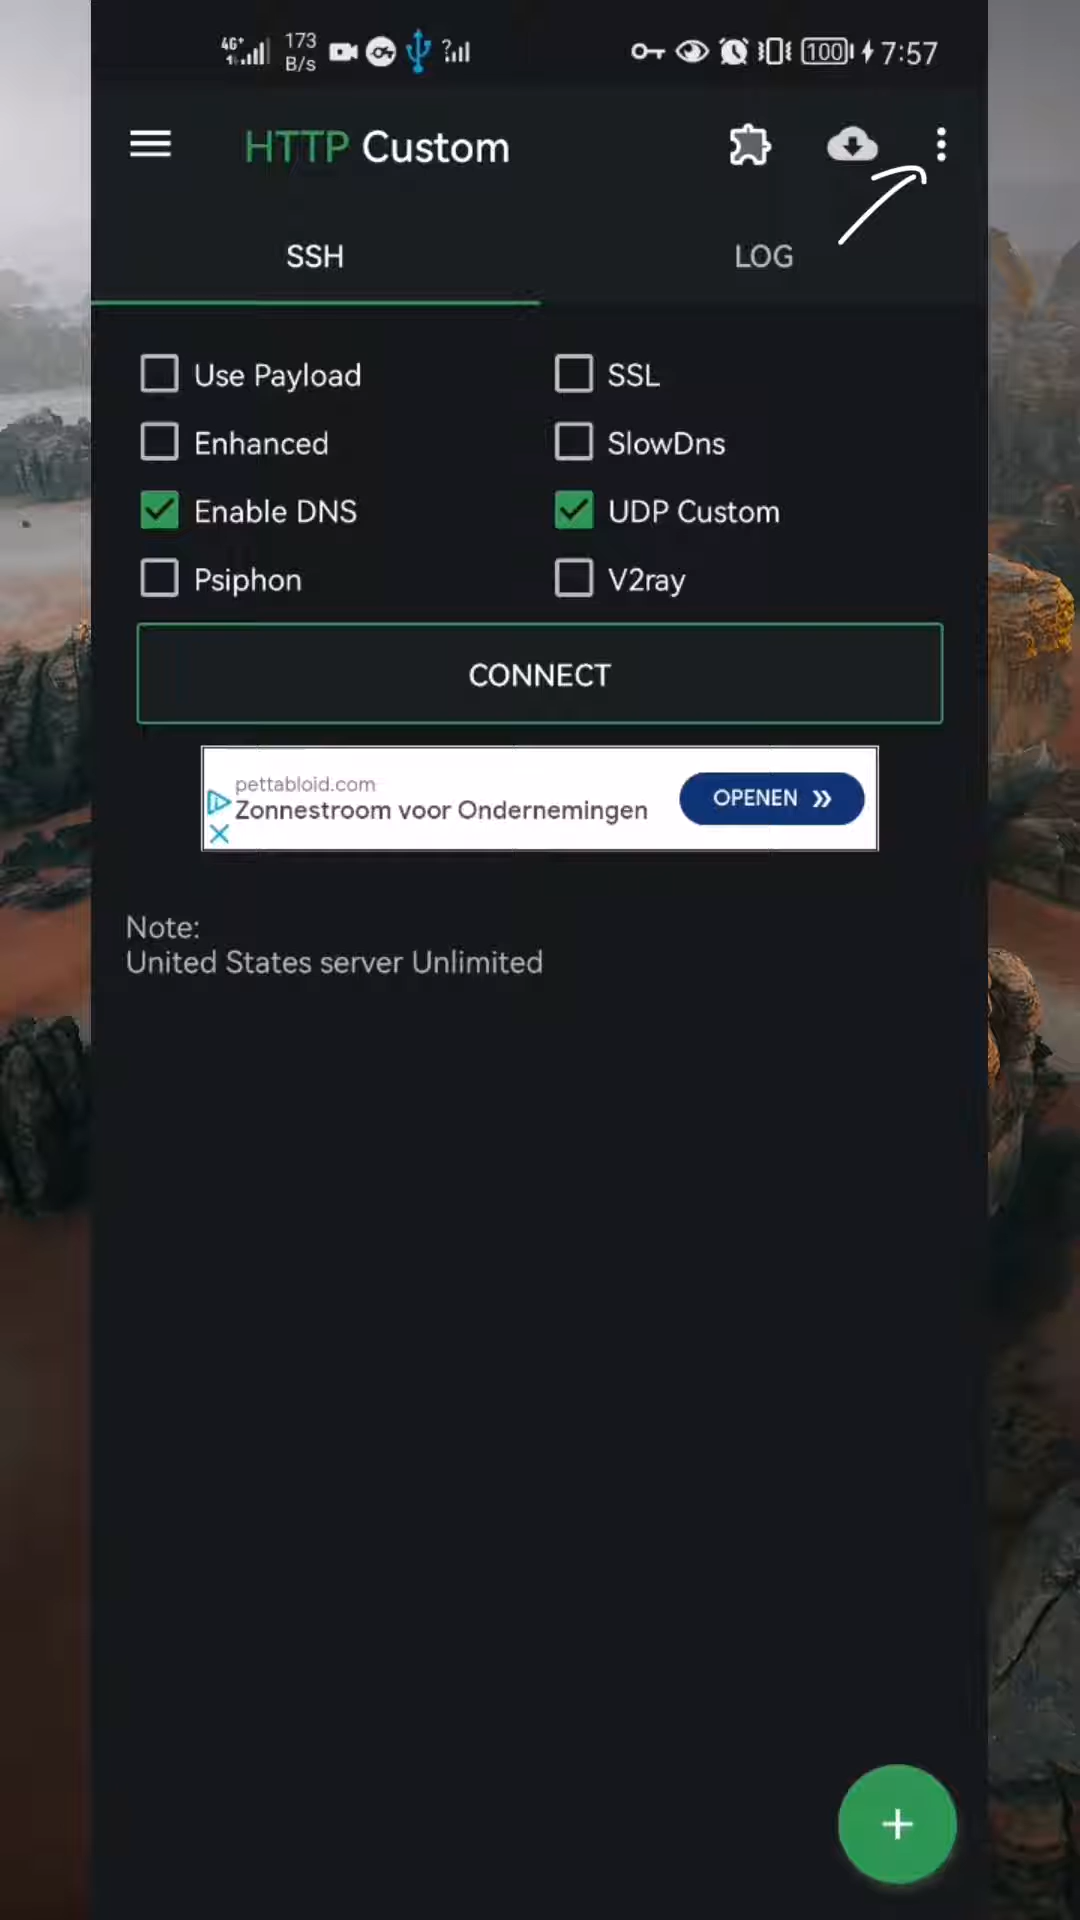 4G+ 173 B/s ? 100 7:57
HTTP Custom
SSH LOG
Use Payload SSL
Enhanced SlowDns
Enable DNS UDP Custom
Psiphon V2ray
CONNECT
pettabloid.com
Zonnestroom voor Ondernemingen
OPENEN »
Note:
United States server Unlimited
+